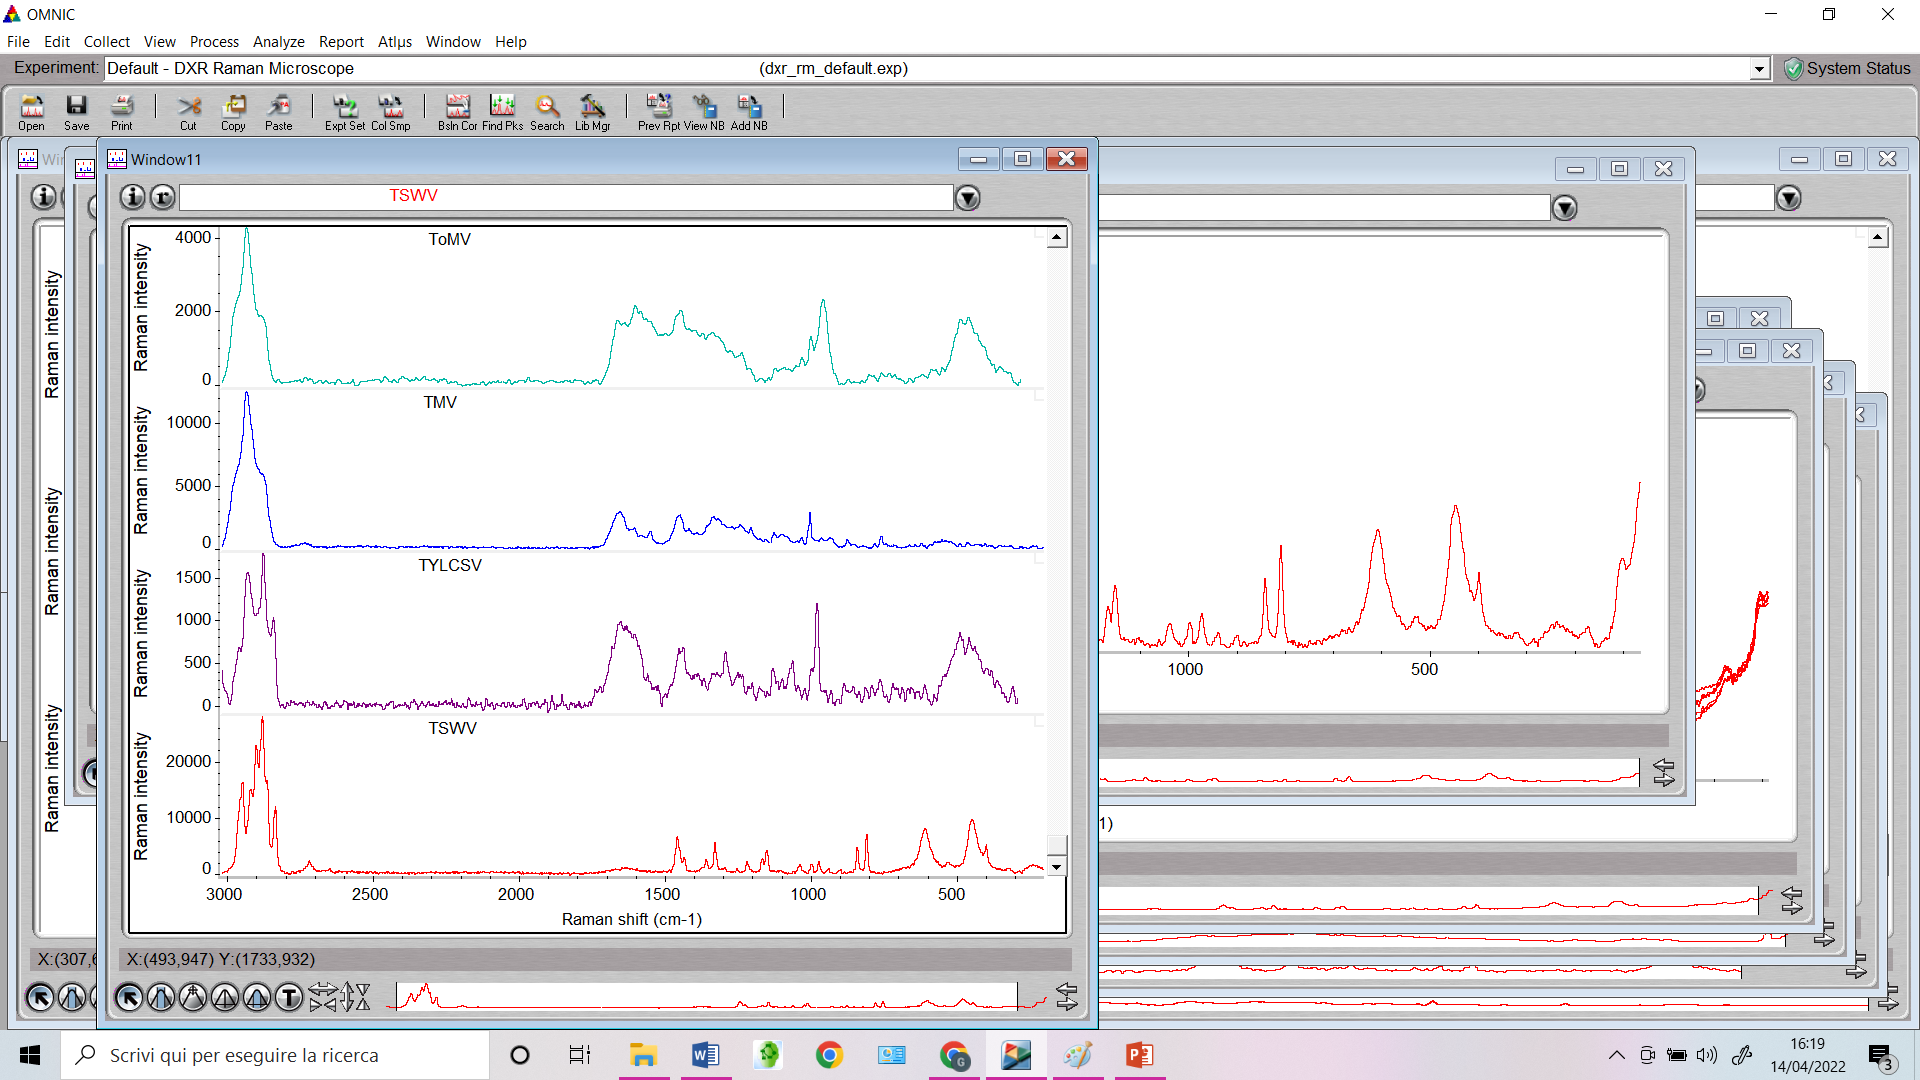 OMNIC
File Edit Collect View Process Analyze Report Atlµs Window Help
Experiment: Default - DXR Raman Microscope (dxr_rm_default.exp) System Status
Open Save Print Cut Copy Paste Expt Set Col Smp Bsln Cor Find Pks Search Lib Mgr Prev Rpt View NB Add NB
Window11
TSWV
ToMV
4000
2000
0
Raman intensity
TMV
10000
5000
0
Raman intensity
TYLCSV
1500
1000
500
0
Raman intensity
TSWV
20000
10000
0
Raman intensity
3000 2500 2000 1500 1000 500
Raman shift (cm-1)
X:(493,947) Y:(1733,932)
Raman intensity
Raman intensity
Raman intensity
X:(307,
1000 500
1)
Scrivi qui per eseguire la ricerca
16:19
14/04/2022
3